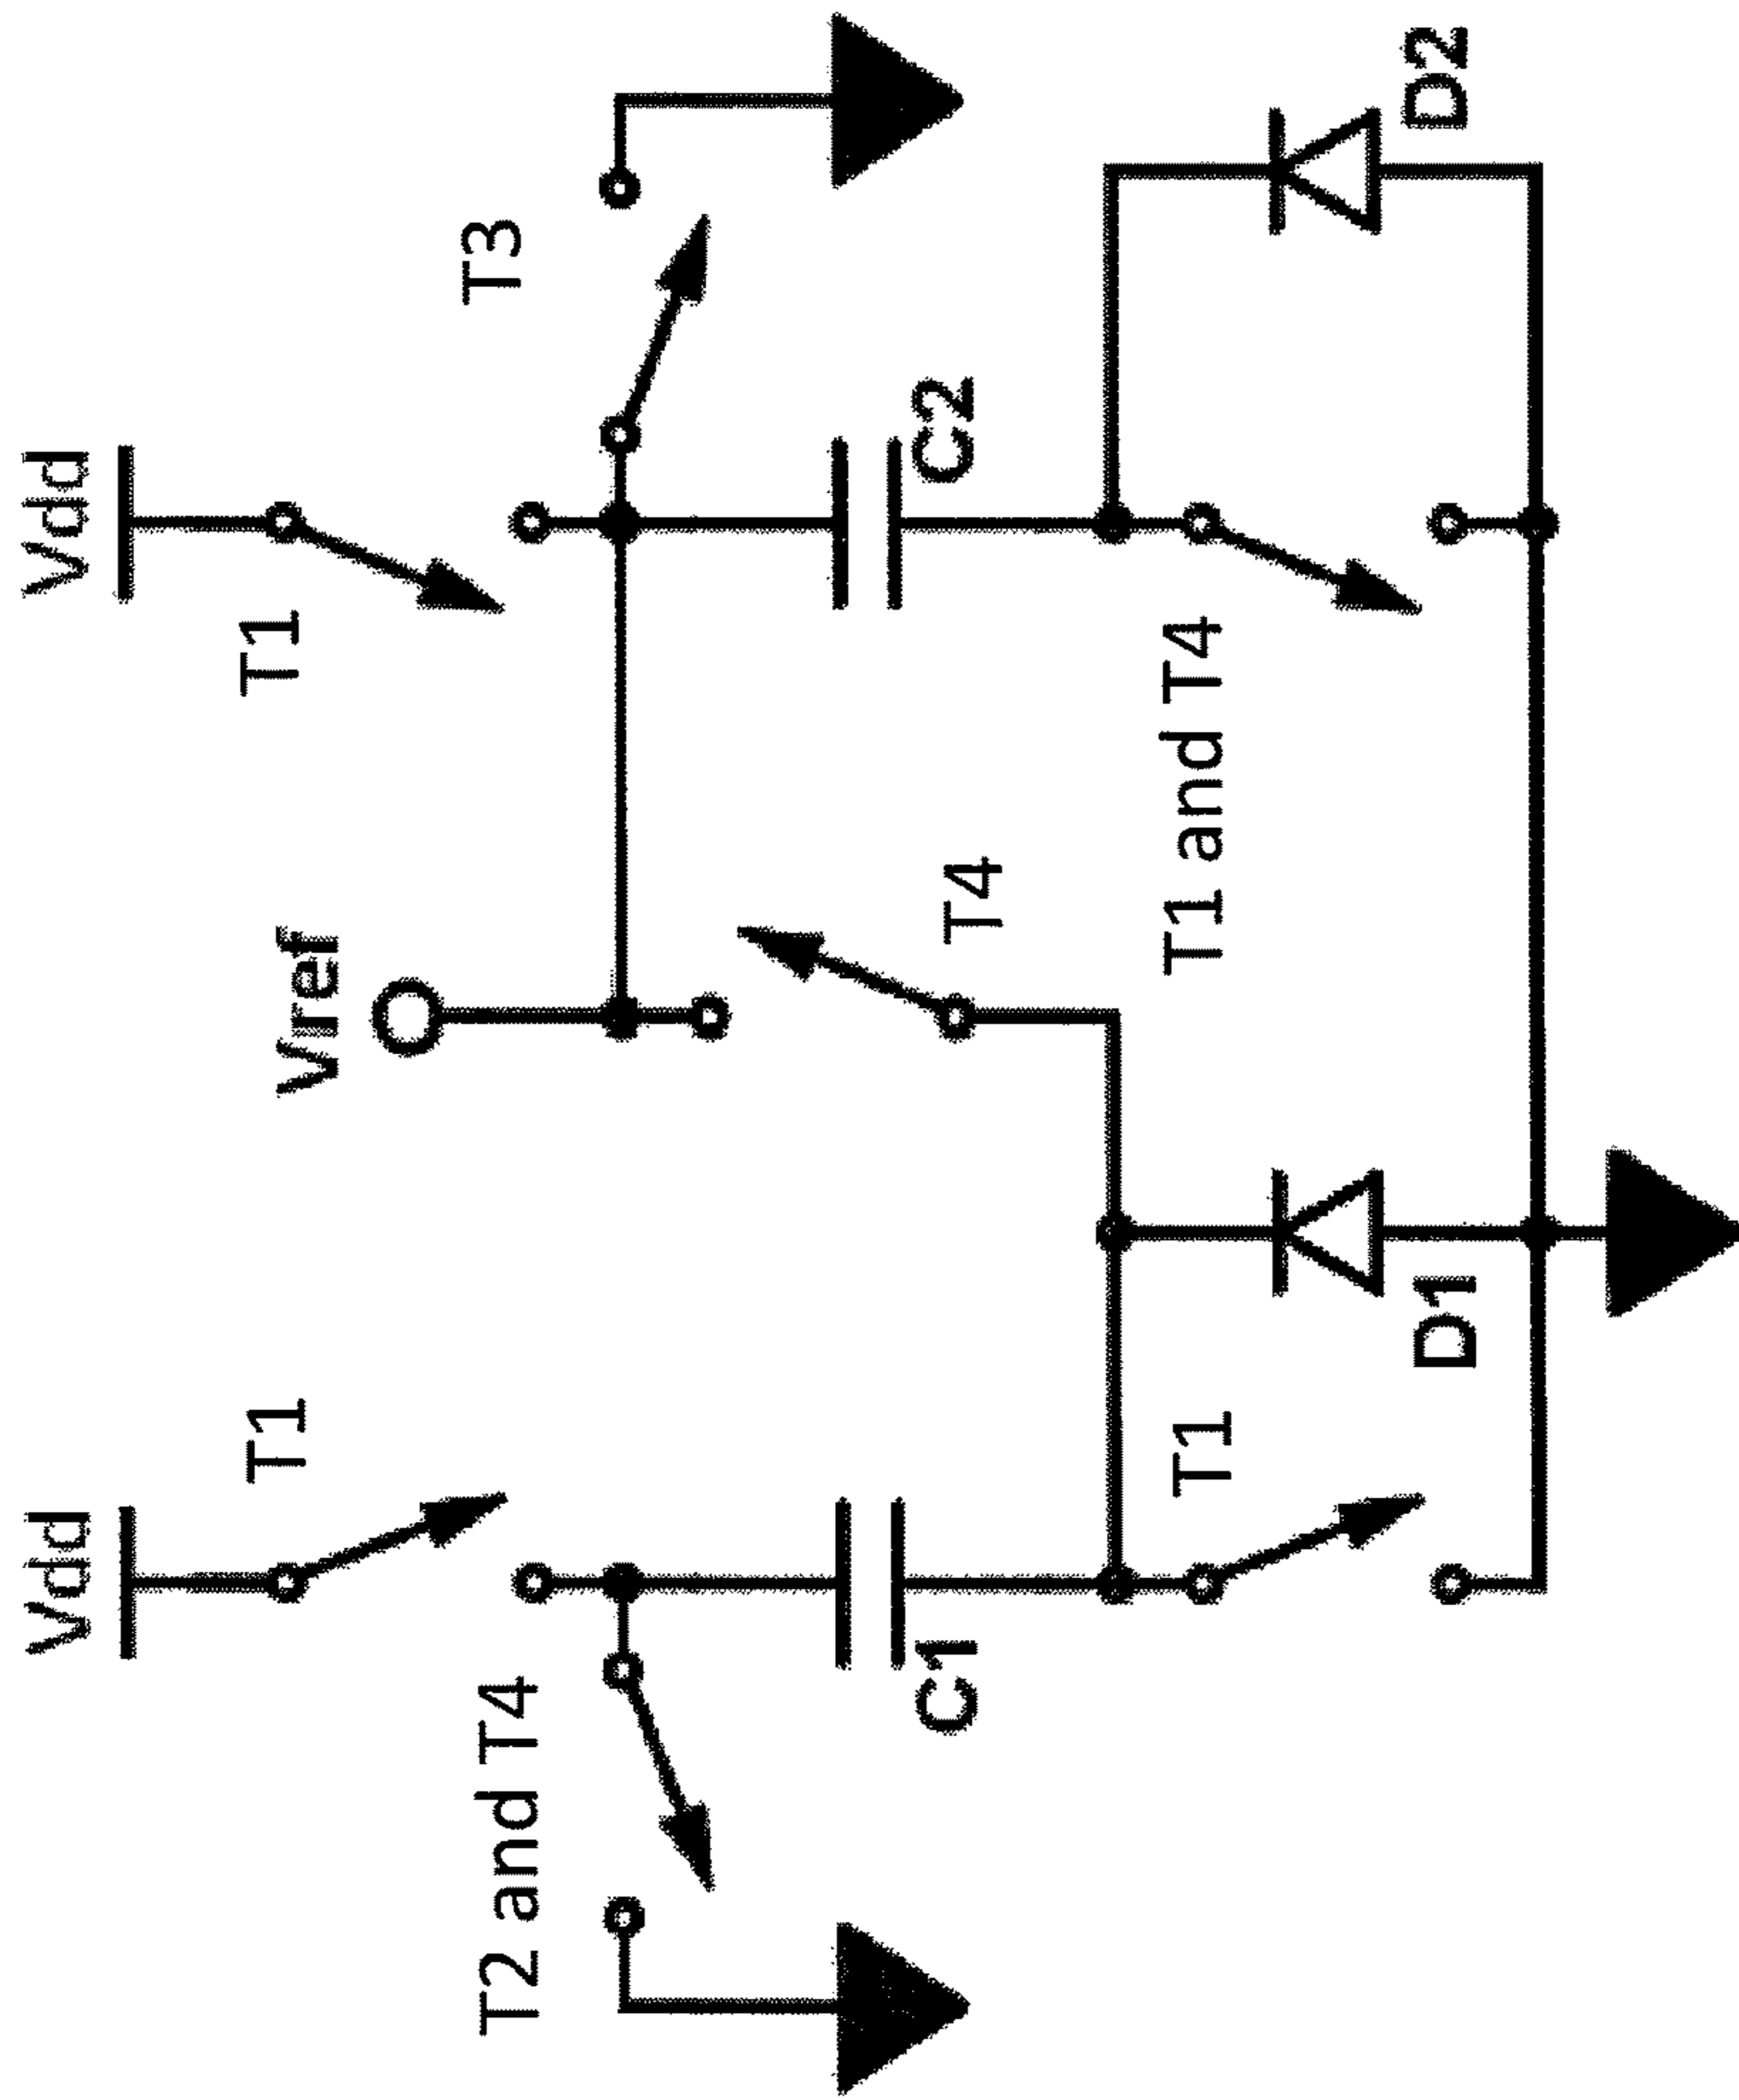 Vdd
Vdd
T1
T1
Vref
T2 and T4
T3
C1
T4
C2
T1
T1 and T4
D1
D2